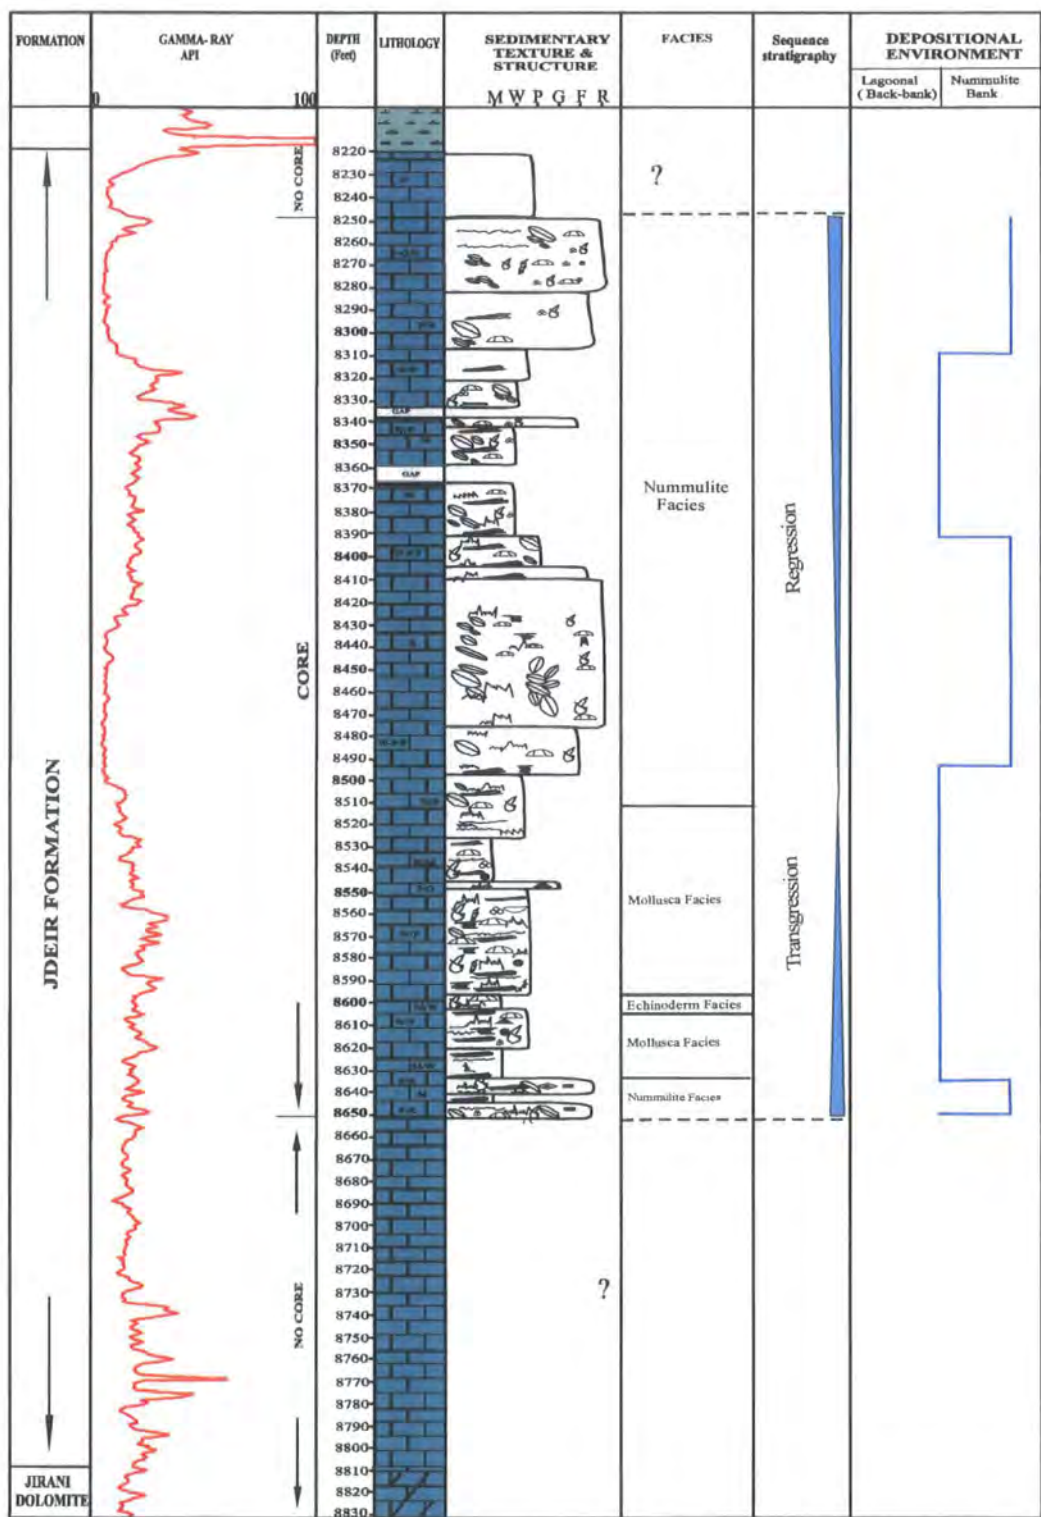 FORMATION
GAMMA-RAY
API
DEPTH
(Feet)
LITHOLOGY
SEDIMENTARY
TEXTURE &
STRUCTURE
FACIES
Sequence
stratigraphy
DEPOSITIONAL
ENVIRONMENT
Lagoonal
( Back-bank)
Nummulite
Bank
M W P G F R
0
100
8220
8230
8240
8250
8260
8270
8280
8290
8300
8310
8320
8330
8340
8350
8360
8370
8380
8390
8400
8410
8420
8430
8440
8450
8460
8470
8480
8490
8500
8510
8520
8530
8540
8550
8560
8570
8580
8590
8600
8610
8620
8630
8640
8650
8660
8670
8680
8690
8700
8710
8720
8730
8740
8750
8760
8770
8780
8790
8800
8810
8820
8830
NO CORE
CORE
NO CORE
GAP
GAP
?
Nummulite
Facies
Mollusca Facies
Echinoderm Facies
Mollusca Facies
Nummulite Facies
?
Regression
Transgression
JDEIR FORMATION
JIRANI
DOLOMITE